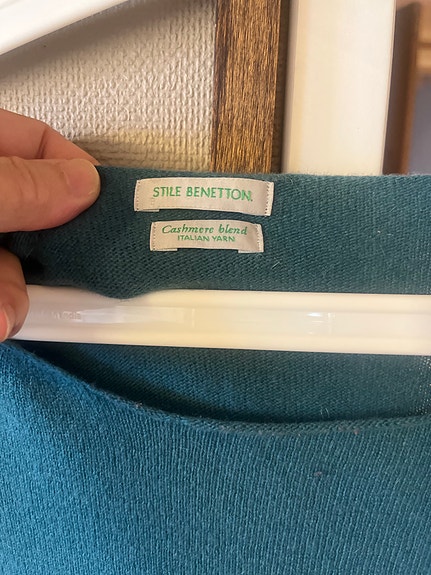 STILE BENETTON.
Cashmere blend
ITALIAN YARN